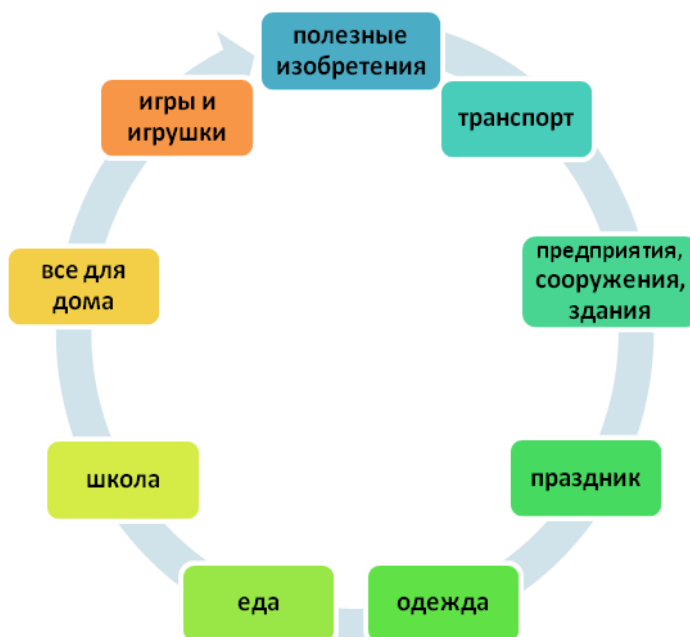 полезные
изобретения
транспорт
предприятия,
сооружения,
здания
праздник
одежда
еда
школа
все для
дома
игры и
игрушки